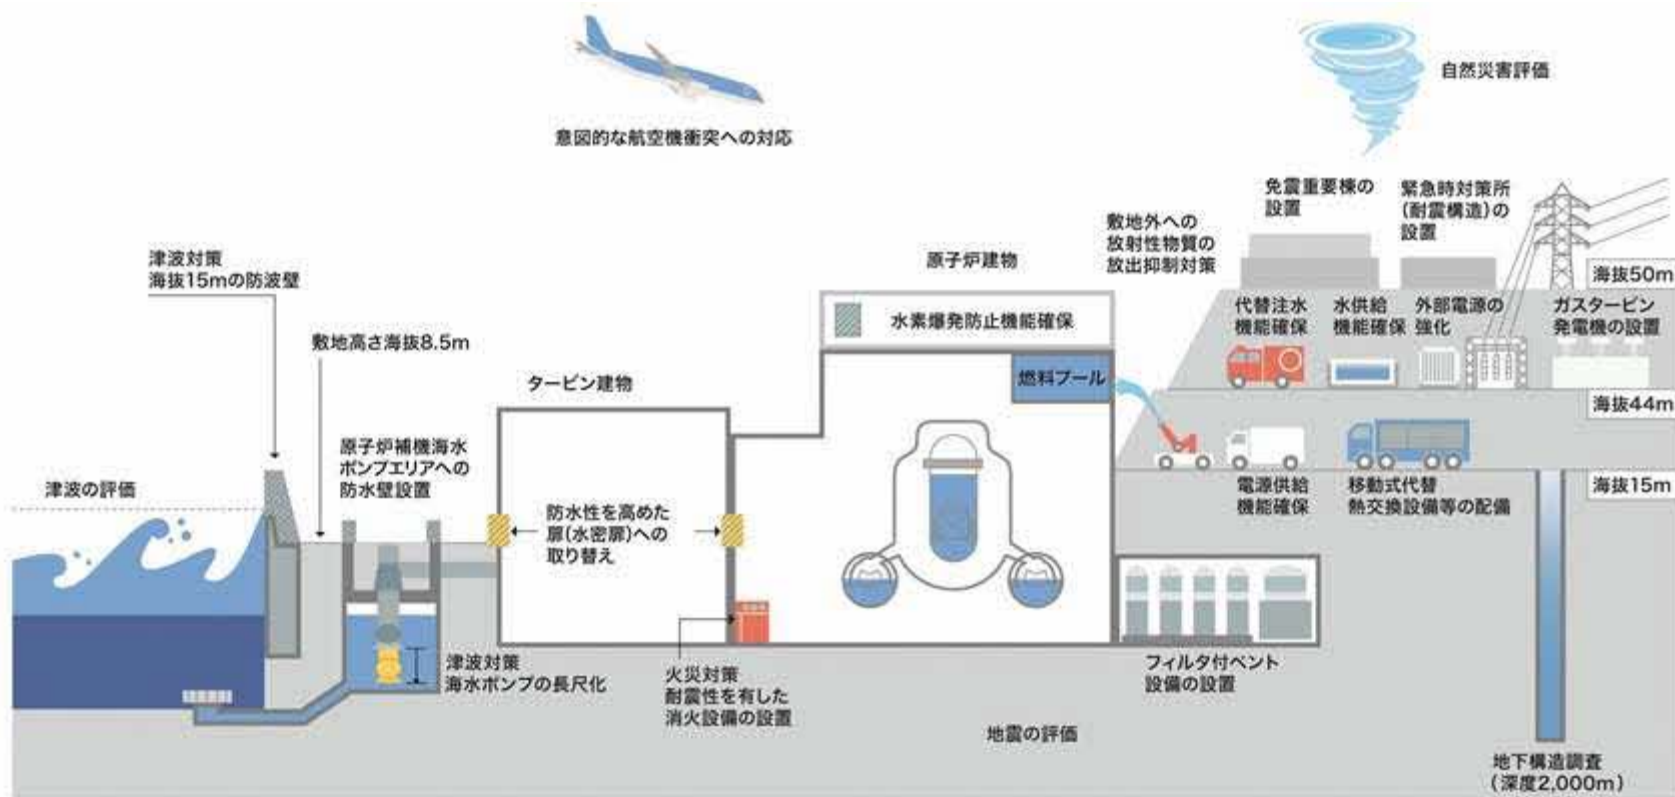 意図的な航空機衝突への対応
自然災害評価
免震重要棟の
設置
緊急時対策所
(耐震構造)の
設置
敷地外への
放射性物質の
放出抑制対策
津波対策
海抜15mの防波壁
原子炉建物
海抜50m
代替注水
機能確保
水供給
機能確保
外部電源の
強化
ガスタービン
発電機の設置
水素爆発防止機能確保
敷地高さ海抜8.5m
タービン建物
燃料プール
海抜44m
原子炉補機海水
ポンプエリアへの
防水壁設置
津波の評価
電源供給
機能確保
移動式代替
熱交換設備等の配備
海抜15m
防水性を高めた
扉(水密扉)への
取り替え
津波対策
海水ポンプの長尺化
火災対策
耐震性を有した
消火設備の設置
フィルタ付ベント
設備の設置
地震の評価
地下構造調査
(深度2,000m)